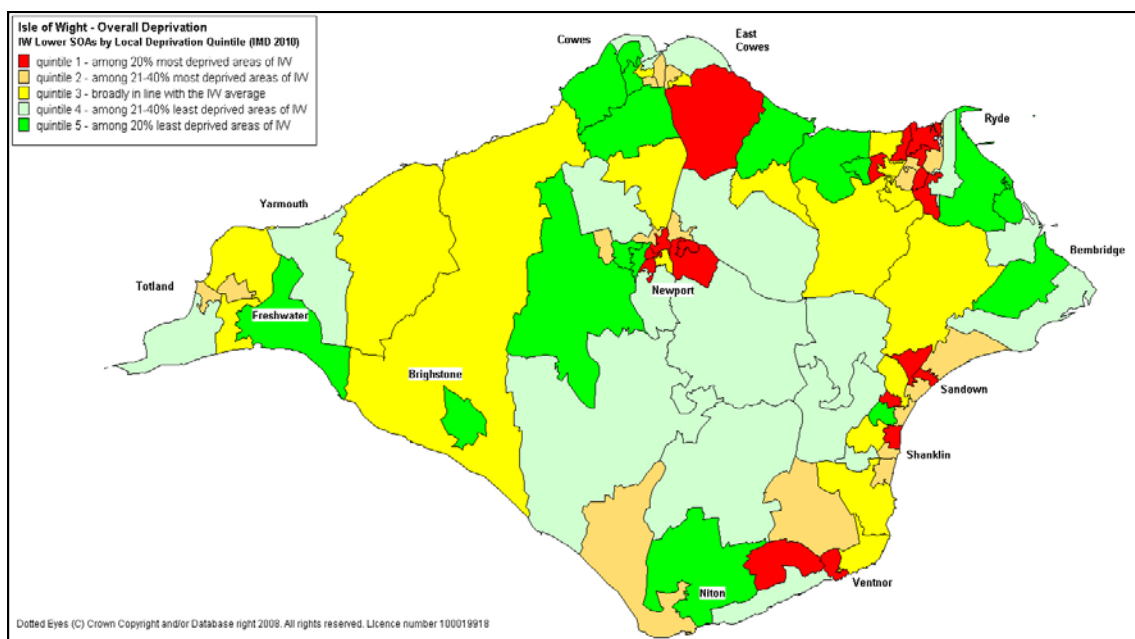 Isle of Wight - Overall Deprivation
IW Lower SOAs by Local Deprivation Quintile (IMD 2010)
quintile 1 - among 20% most deprived areas of IW
quintile 2 - among 21-40% most deprived areas of IW
quintile 3 - broadly in line with the IW average
quintile 4 - among 21-40% least deprived areas of IW
quintile 5 - among 20% least deprived areas of IW
Cowes
East
Cowes
Ryde
Yarmouth
Bembridge
Totland
Newport
Freshwater
Brighstone
Sandown
Shanklin
Ventnor
Niton
Dotted Eyes (C) Crown Copyright and/or Database right 2008. All rights reserved. Licence number 100019918